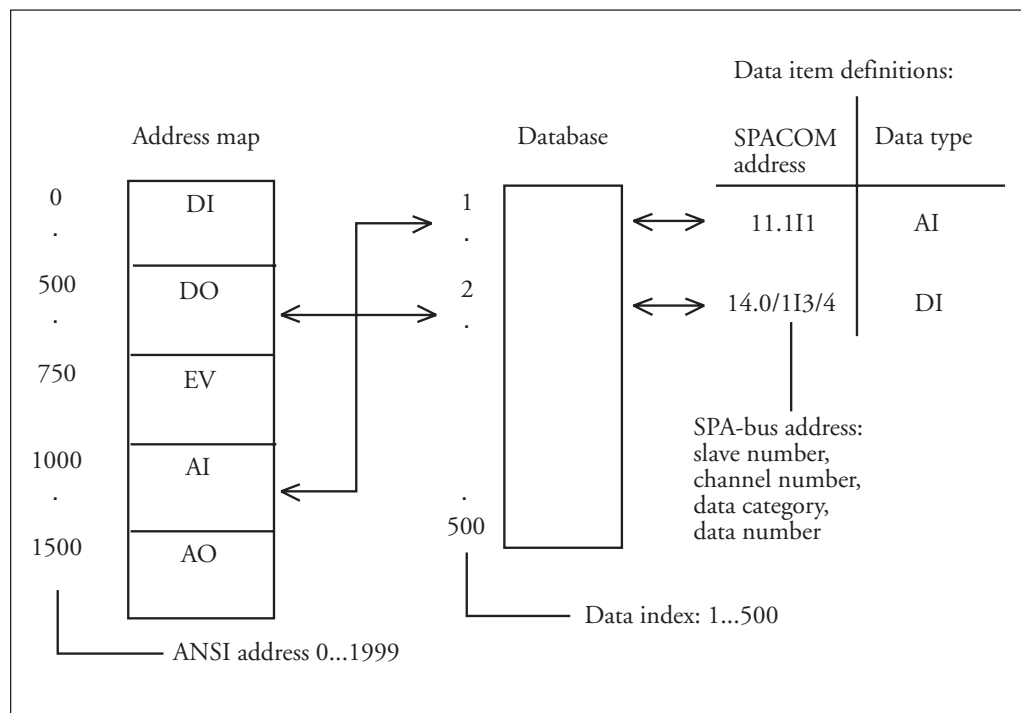 Data item definitions:
Address map
Database
SPACOM
address
Data type
0
.
500
.
750
1000
.
1500
DI
DO
EV
AI
AO
1
.
2
.
.
500
11.1I1
AI
14.0/1I3/4
DI
SPA-bus address:
slave number,
channel number,
data category,
data number
Data index: 1...500
ANSI address 0...1999